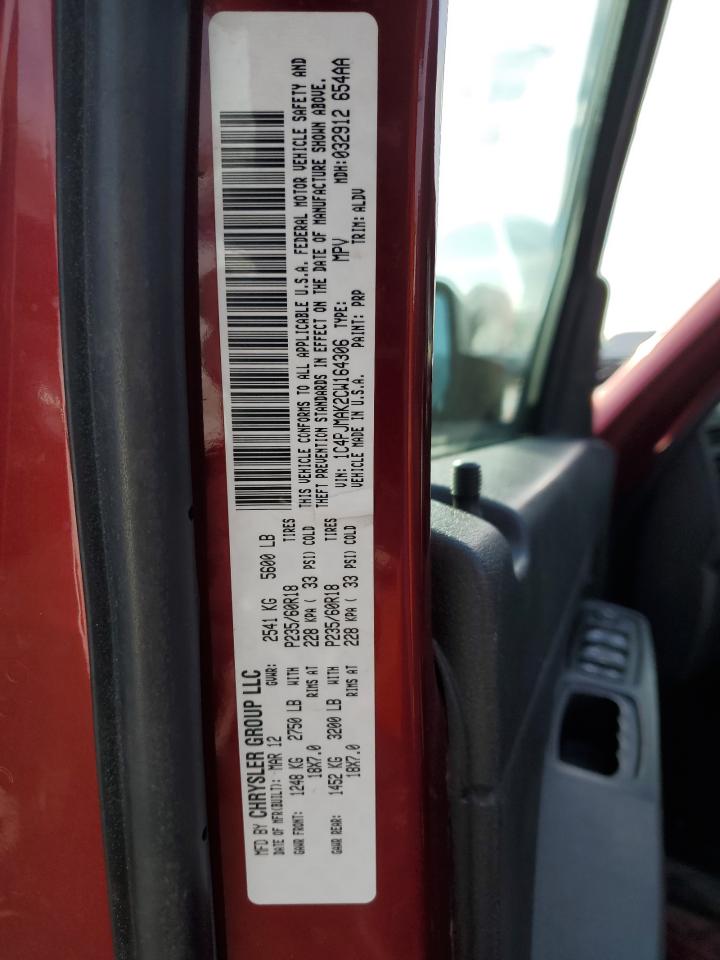 MFD BY CHRYSLER GROUP LLC
DATE OF MFR(BUILT): MAR 12 GVWR: 2541 KG 5600 LB
GAWR FRONT: 1248 KG 2750 LB WITH P235/60R18 TIRES
18X7.0 RIMS AT 228 KPA ( 33 PSI) COLD
GAWR REAR: 1452 KG 3200 LB WITH P235/60R18 TIRES
18X7.0 RIMS AT 228 KPA ( 33 PSI) COLD
THIS VEHICLE CONFORMS TO ALL APPLICABLE U.S.A. FEDERAL MOTOR VEHICLE SAFETY AND
THEFT PREVENTION STANDARDS IN EFFECT ON THE DATE OF MANUFACTURE SHOWN ABOVE.
VIN: 1C4PJMAK2CW164306 TYPE: MPV MDH:032912 654AA
VEHICLE MADE IN U.S.A. PAINT: PRP TRIM: ALDV